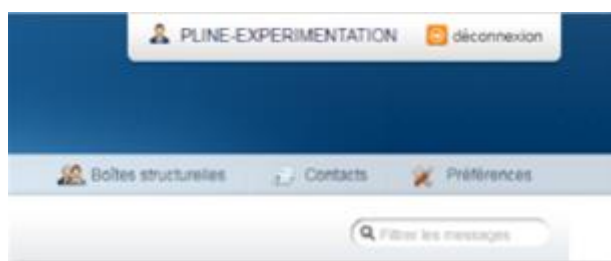 PLINE-EXPERIMENTATION déconnexion
Boîtes structurelles Contacts Préférences
Filtrer les messages